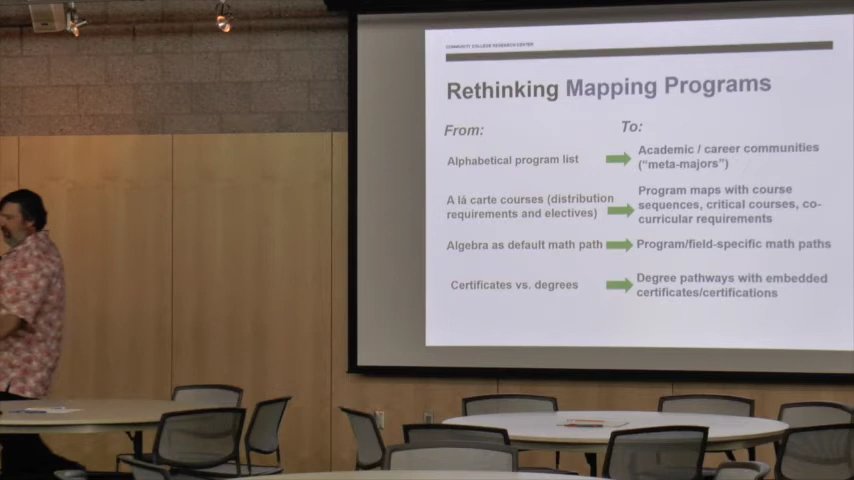 COMMUNITY COLLEGE RESEARCH CENTER
Rethinking Mapping Programs
From:
To:
Alphabetical program list
Academic / career communities
("meta-majors")
A lá carte courses (distribution
requirements and electives)
Program maps with course
sequences, critical courses, co-
curricular requirements
Algebra as default math path
Program/field-specific math paths
Certificates vs. degrees
Degree pathways with embedded
certificates/certifications